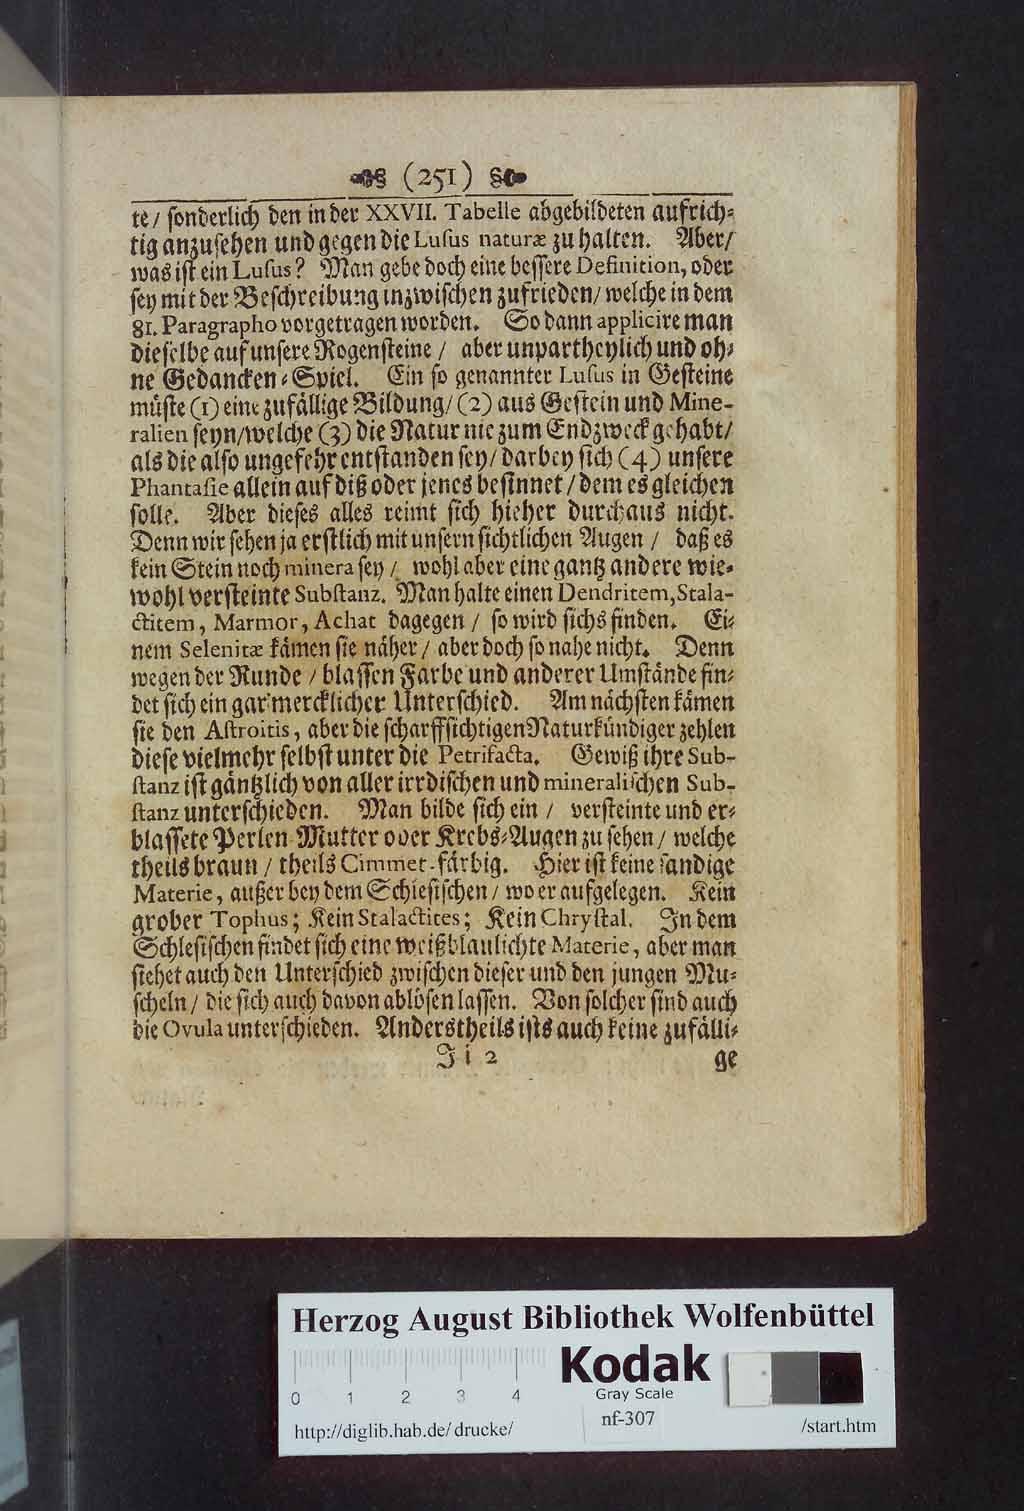 (251)
te/ ſonderlich den in der XXVII. Tabelle abgebildeten aufrich⸗
tig anzuſehen und gegen die Luſus naturæ zu halten. Aber/
was iſt ein Luſus? Man gebe doch eine beſſere Definition, oder
ſey mit der Beſchreibung inzwiſchen zufrieden/ welche in dem
81. Paragrapho vorgetragen worden. So dann applicire man
dieſelbe auf unſere Rogenſteine / aber unpartheylich und oh⸗
ne Gedancken⸗Spiel. Ein ſo genannter Luſus in Geſteine
müſte (1) eine zufällige Bildung/ (2) aus Geſtein und Mine-
ralien ſeyn/welche (3) die Natur nie zum Endzweck gehabt/
als die alſo ungefehr entſtanden ſey/ darbey ſich (4) unſere
Phantaſie allein auf diß oder jenes beſinnet / dem es gleichen
ſolle. Aber dieſes alles reimt ſich hieher durchaus nicht.
Denn wir ſehen ja erſtlich mit unſern ſichtlichen Augen / daß es
kein Stein noch minera ſey / wohl aber eine gantz andere wie⸗
wohl verſteinte Subſtanz. Man halte einen Dendritem, Stala-
ctitem, Marmor, Achat dagegen / ſo wird ſichs finden. Ei⸗
nem Selenitæ kämen ſie näher / aber doch ſo nahe nicht. Denn
wegen der Runde / blaſſen Farbe und anderer Umſtände fin⸗
det ſich ein gar mercklicher Unterſchied. Am nächſten kämen
ſie den Aſtroitis, aber die ſcharffſichtigen Naturkündiger zehlen
dieſe vielmehr ſelbſt unter die Petrifacta. Gewiß ihre Sub-
ſtanz iſt gäntzlich von aller irrdiſchen und mineraliſchen Sub-
ſtanz unterſchieden. Man bilde ſich ein / verſteinte und er⸗
blaſſete Perlen Mutter oder Krebs⸗Augen zu ſehen / welche
theils braun / theils Cimmet-färbig. Hier iſt keine ſandige
Materie, außer bey dem Schleſiſchen / wo er aufgelegen. Kein
grober Tophus; Kein Stalactites; Kein Chryſtal. In dem
Schleſiſchen findet ſich eine weißblaulichte Materie, aber man
ſiehet auch den Unterſchied zwiſchen dieſer und den jungen Mu⸗
ſcheln / die ſich auch davon ablöſen laſſen. Von ſolcher ſind auch
die Ovula unterſchieden. Anderstheils iſts auch keine zufälli⸗
Ji 2 ge
Herzog August Bibliothek Wolfenbüttel
Kodak
Gray Scale
0 1 2 3 4
nf-307
http://diglib.hab.de/drucke/ /start.htm